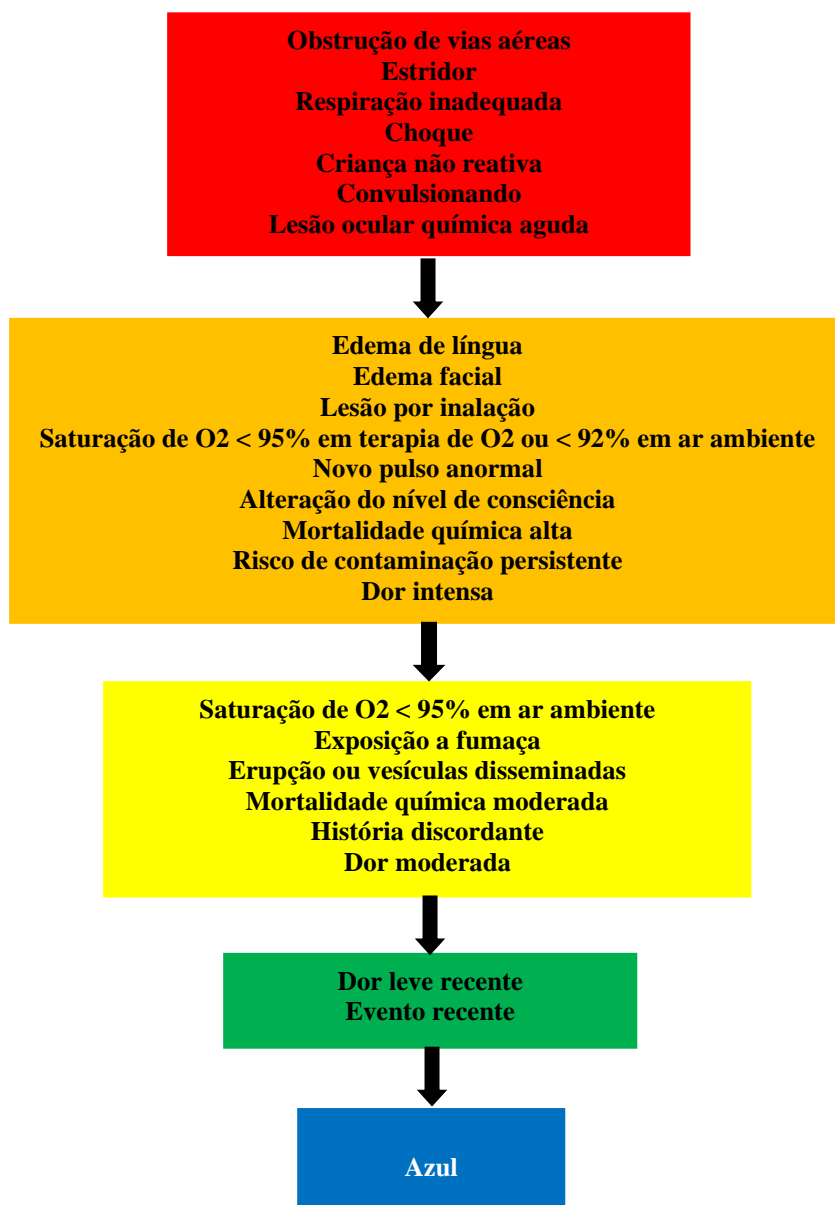 Obstrução de vias aéreas
Estridor
Respiração inadequada
Choque
Criança não reativa
Convulsionando
Lesão ocular química aguda
Edema de língua
Edema facial
Lesão por inalação
Saturação de O2 < 95% em terapia de O2 ou < 92% em ar ambiente
Novo pulso anormal
Alteração do nível de consciência
Mortalidade química alta
Risco de contaminação persistente
Dor intensa
Saturação de O2 < 95% em ar ambiente
Exposição a fumaça
Erupção ou vesículas disseminadas
Mortalidade química moderada
História discordante
Dor moderada
Dor leve recente
Evento recente
Azul